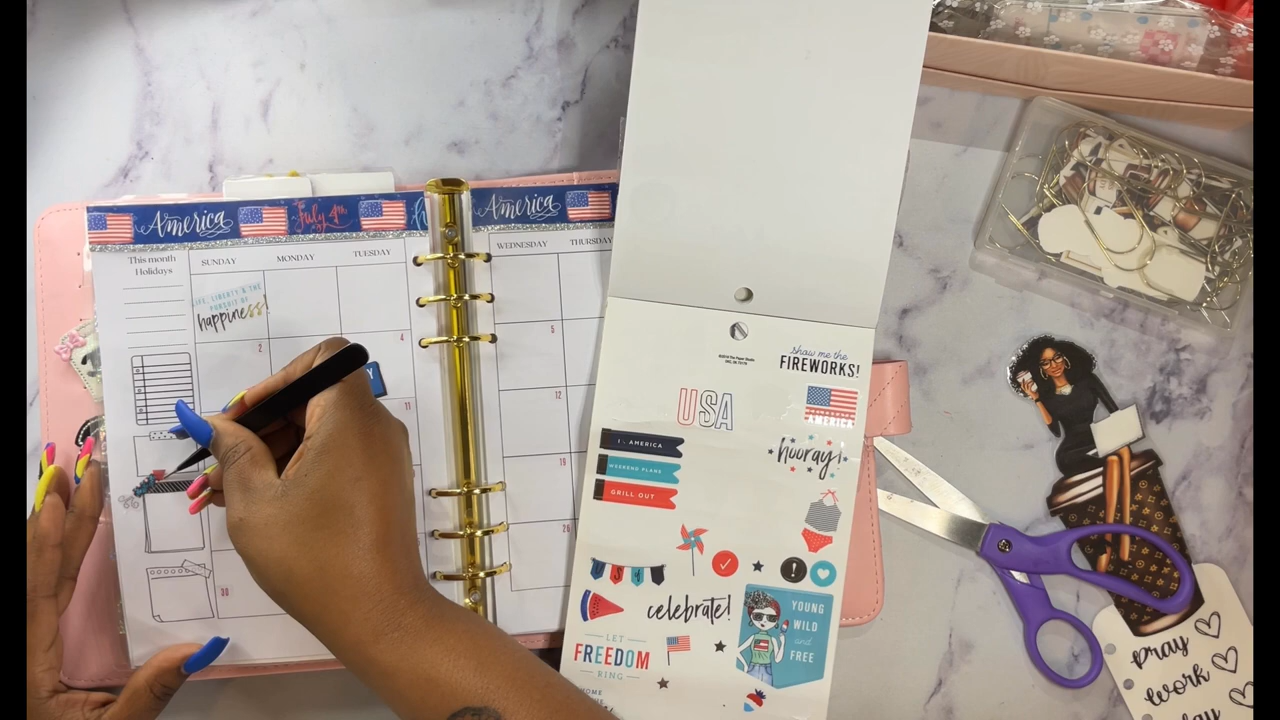 America
July 4th
America
This month
Holidays
SUNDAY
MONDAY
TUESDAY
WEDNESDAY
THURSDAY
LIFE, LIBERTY & THE
PURSUIT OF
happiness!
2
4
5
11
12
19
26
30
Y
show me the
FIREWORKS!
USA
AMERICA
AMERICA
hooray!
WEEKEND PLANS
GRILL OUT
USA
celebrate!
YOUNG
WILD
and
FREE
LET
FREEDOM
RING
pray
work